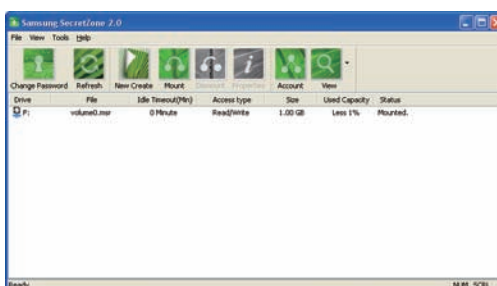 Samsung SecretZone 2.0
File View Tools Help
Change Password Refresh New Create Mount Dismount Properties Account View
Drive File Idle Timeout(Min) Access type Size Used Capacity Status
F: volume0.msr 0 Minute Read/Write 1.00 GB Less 1% Mounted.
Ready NUM SCRL